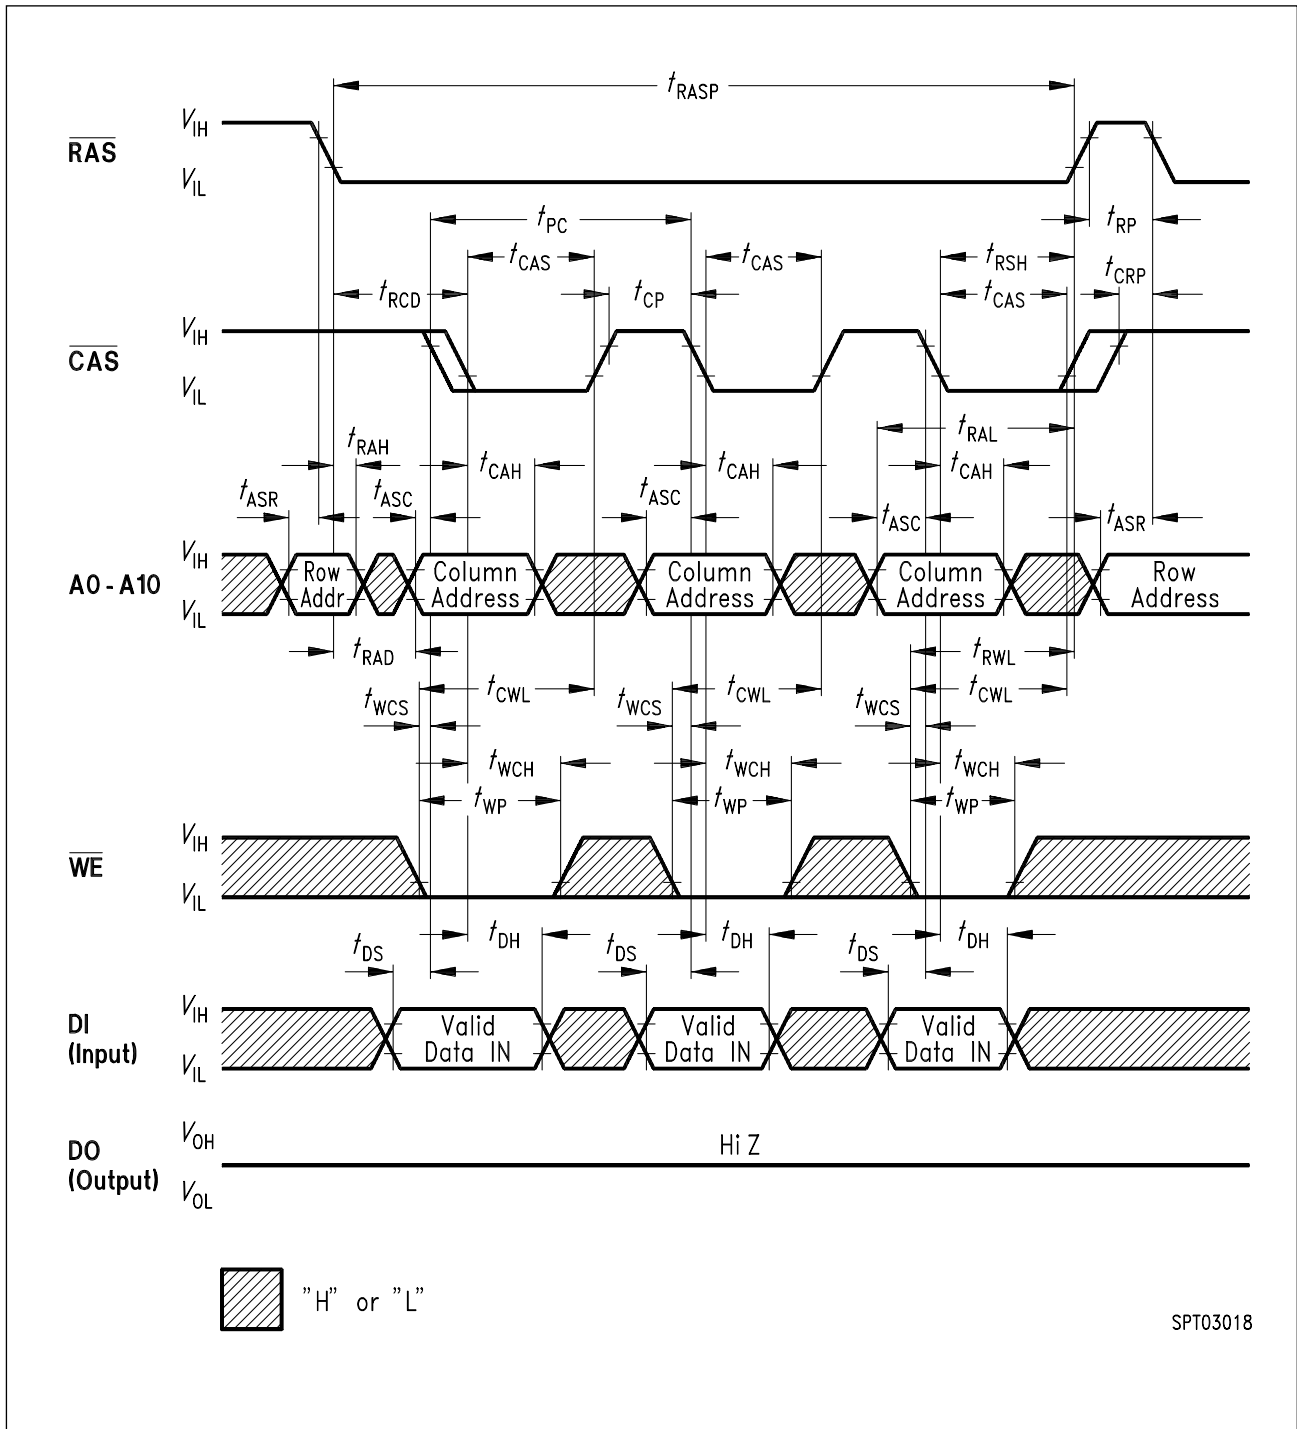 tRASP
VIH
RAS
VIL
tPC
tRP
tCAS
tCAS
tRSH
tCRP
tRCD
tCP
tCAS
VIH
CAS
VIL
tRAL
tRAH
tCAH
tCAH
tCAH
tASR
tASC
tASC
tASC
tASR
VIH
A0 - A10
VIL
Row Addr
Column Address
Column Address
Column Address
Row Address
tRAD
tRWL
tCWL
tCWL
tCWL
tWCS
tWCS
tWCS
tWCH
tWCH
tWCH
tWP
tWP
tWP
VIH
WE
VIL
tDH
tDH
tDH
tDS
tDS
tDS
VIH
DI
(Input)
VIL
Valid Data IN
Valid Data IN
Valid Data IN
VOH
DO
(Output)
VOL
Hi Z
"H" or "L"
SPT03018